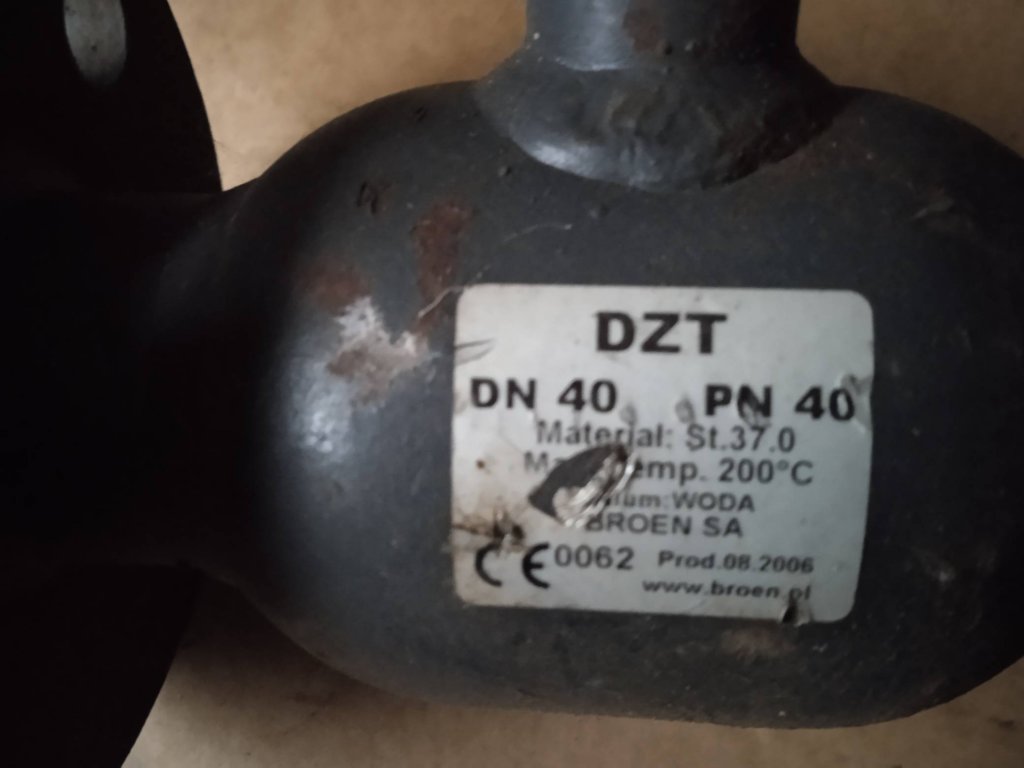 DZT
DN 40 PN 40
Material: St.37.0
200°C
WODA
BROEN SA
CE 0062 Prod.08.2006
www.broen.pl